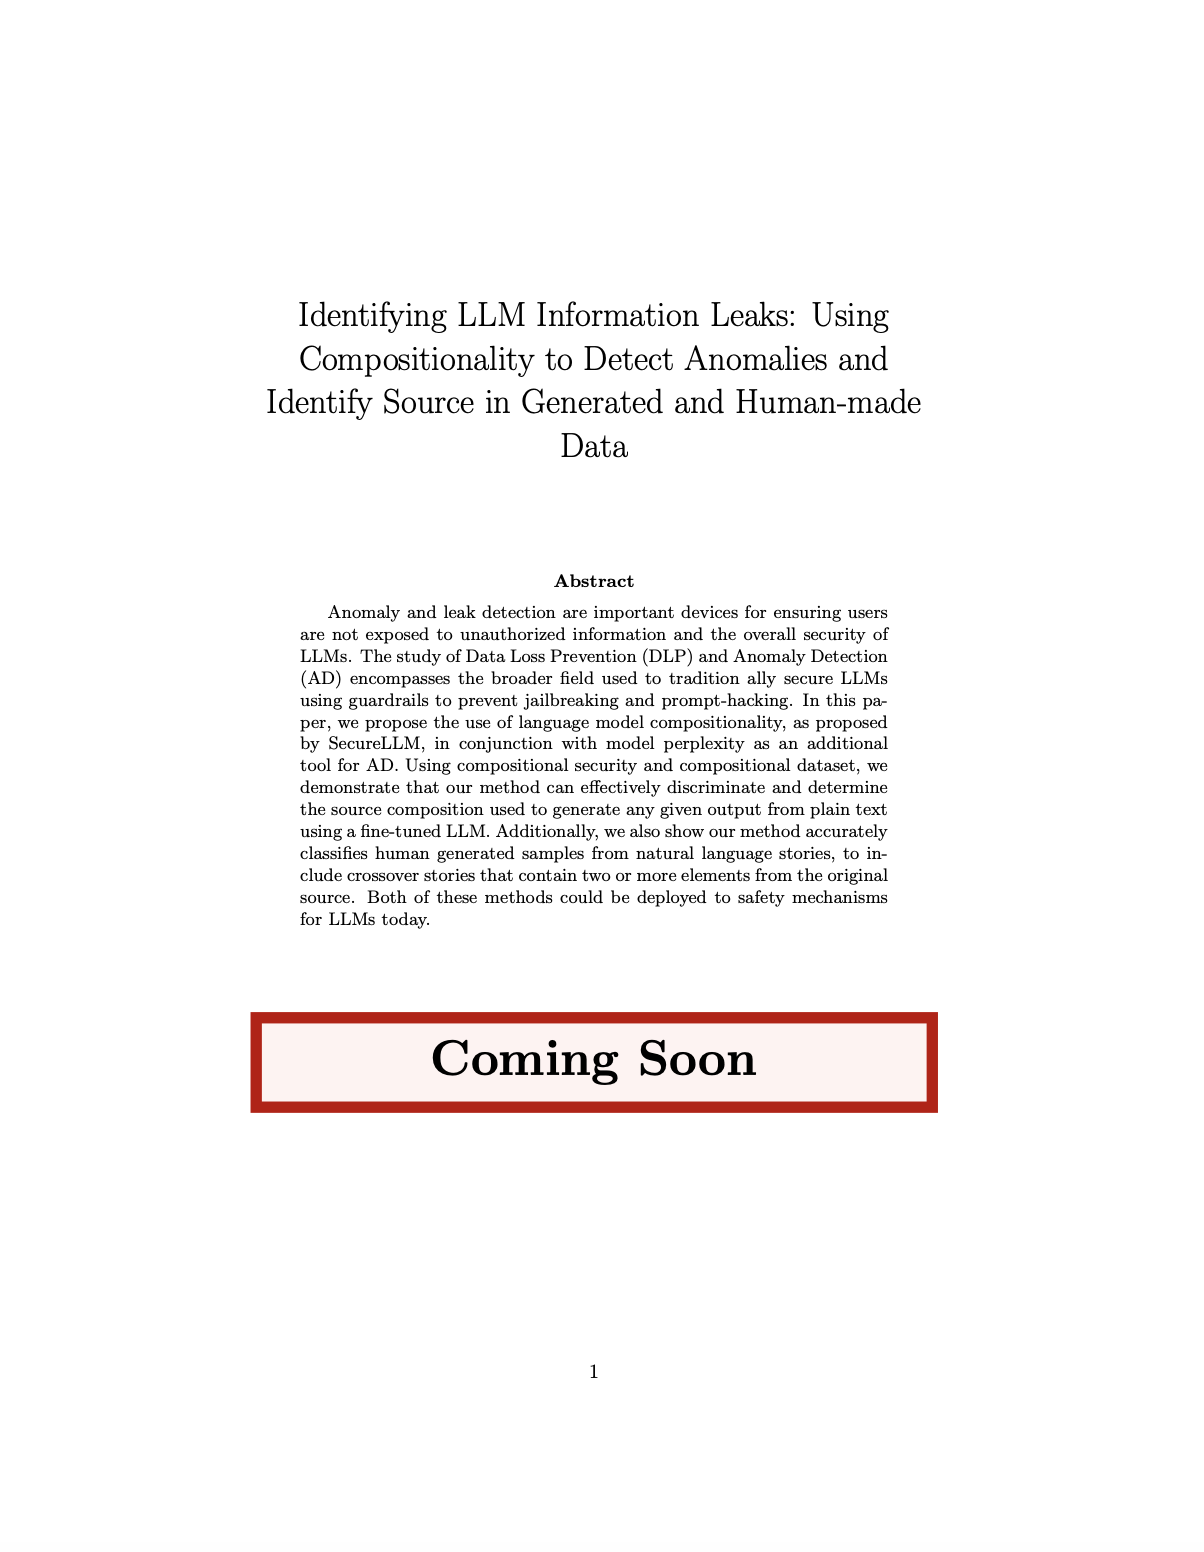 Identifying LLM Information Leaks: Using
Compositionality to Detect Anomalies and
Identify Source in Generated and Human-made
Data
Abstract
Anomaly and leak detection are important devices for ensuring users
are not exposed to unauthorized information and the overall security of
LLMs. The study of Data Loss Prevention (DLP) and Anomaly Detection
(AD) encompasses the broader field used to tradition ally secure LLMs
using guardrails to prevent jailbreaking and prompt-hacking. In this pa-
per, we propose the use of language model compositionality, as proposed
by SecureLLM, in conjunction with model perplexity as an additional
tool for AD. Using compositional security and compositional dataset, we
demonstrate that our method can effectively discriminate and determine
the source composition used to generate any given output from plain text
using a fine-tuned LLM. Additionally, we also show our method accurately
classifies human generated samples from natural language stories, to in-
clude crossover stories that contain two or more elements from the original
source. Both of these methods could be deployed to safety mechanisms
for LLMs today.
Coming Soon
1